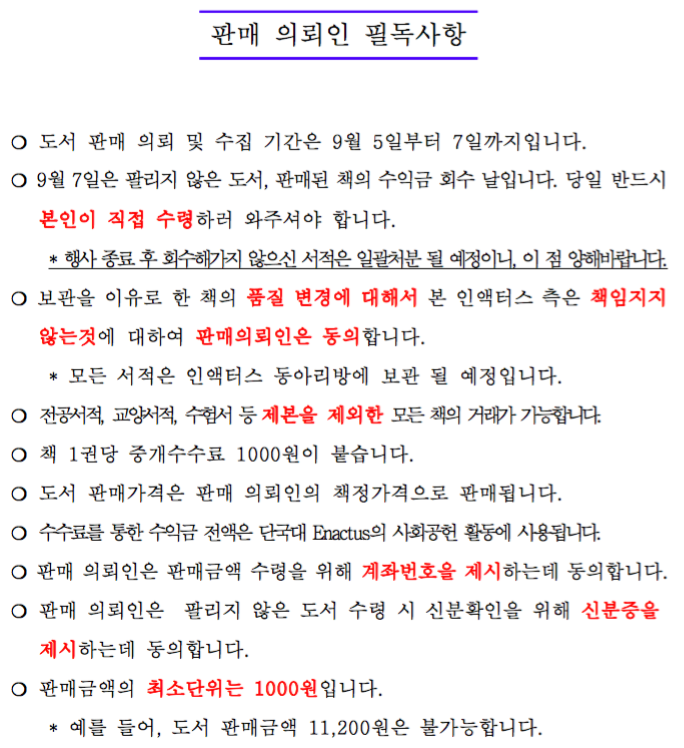 판매 의뢰인 필독사항
❍ 도서 판매 의뢰 및 수집 기간은 9월 5일부터 7일까지입니다.
❍ 9월 7일은 팔리지 않은 도서, 판매된 책의 수익금 회수 날입니다. 당일 반드시
본인이 직접 수령하러 와주셔야 합니다.
* 행사 종료 후 회수해가지 않으신 서적은 일괄처분 될 예정이니, 이 점 양해바랍니다.
❍ 보관을 이유로 한 책의 품질 변경에 대해서 본 인액터스 측은 책임지지
않는것에 대하여 판매의뢰인은 동의합니다.
* 모든 서적은 인액터스 동아리방에 보관 될 예정입니다.
❍ 전공서적, 교양서적, 수험서 등 제본을 제외한 모든 책의 거래가 가능합니다.
❍ 책 1권당 중개수수료 1000원이 붙습니다.
❍ 도서 판매가격은 판매 의뢰인의 책정가격으로 판매됩니다.
❍ 수수료를 통한 수익금 전액은 단국대 Enactus의 사회공헌 활동에 사용됩니다.
❍ 판매 의뢰인은 판매금액 수령을 위해 계좌번호을 제시하는데 동의합니다.
❍ 판매 의뢰인은 팔리지 않은 도서 수령 시 신분확인을 위해 신분증을
제시하는데 동의합니다.
❍ 판매금액의 최소단위는 1000원입니다.
* 예를 들어, 도서 판매금액 11,200원은 불가능합니다.